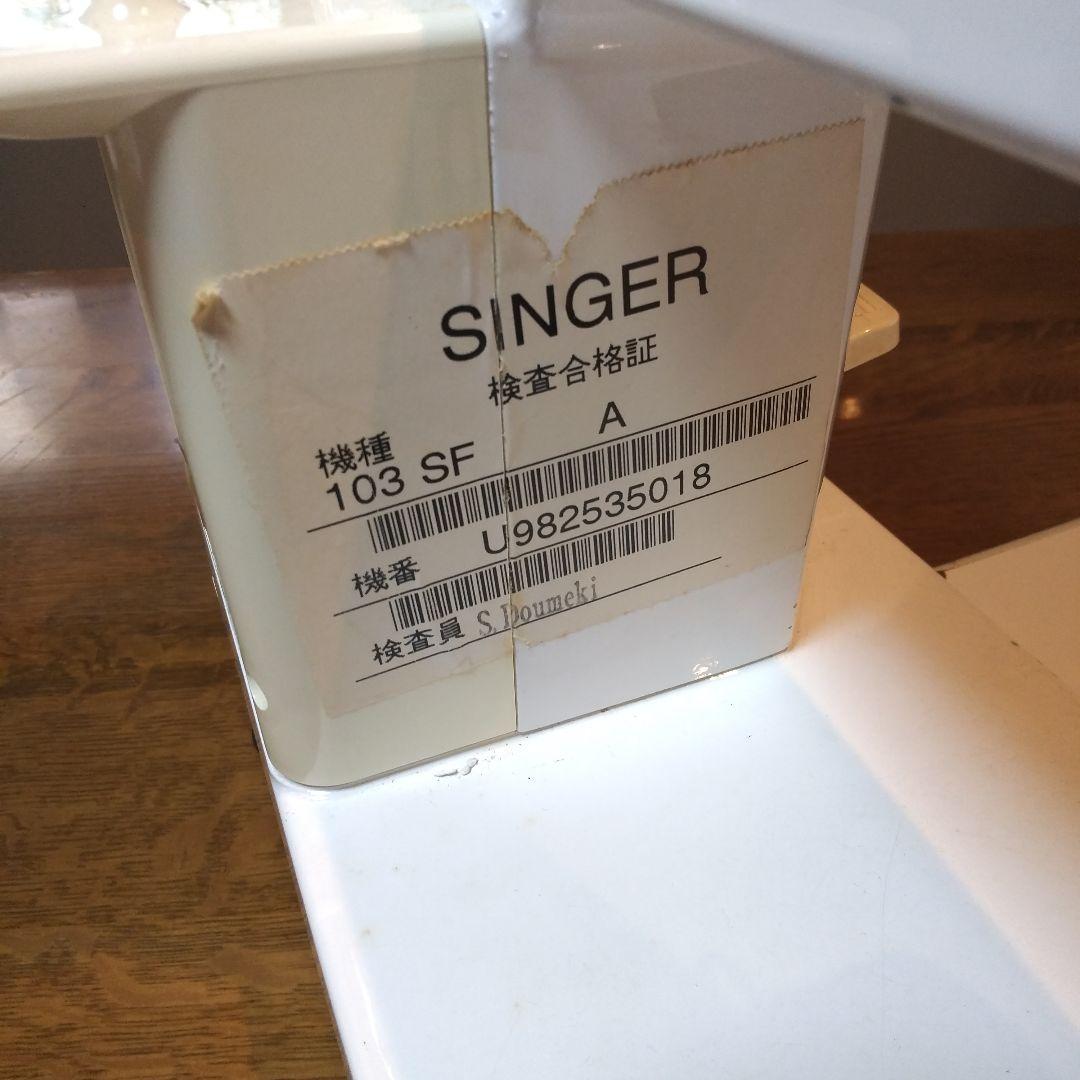 SINGER
検査合格証
機種
103 SF A
機番 U982535018
検査員 S. Doumeki